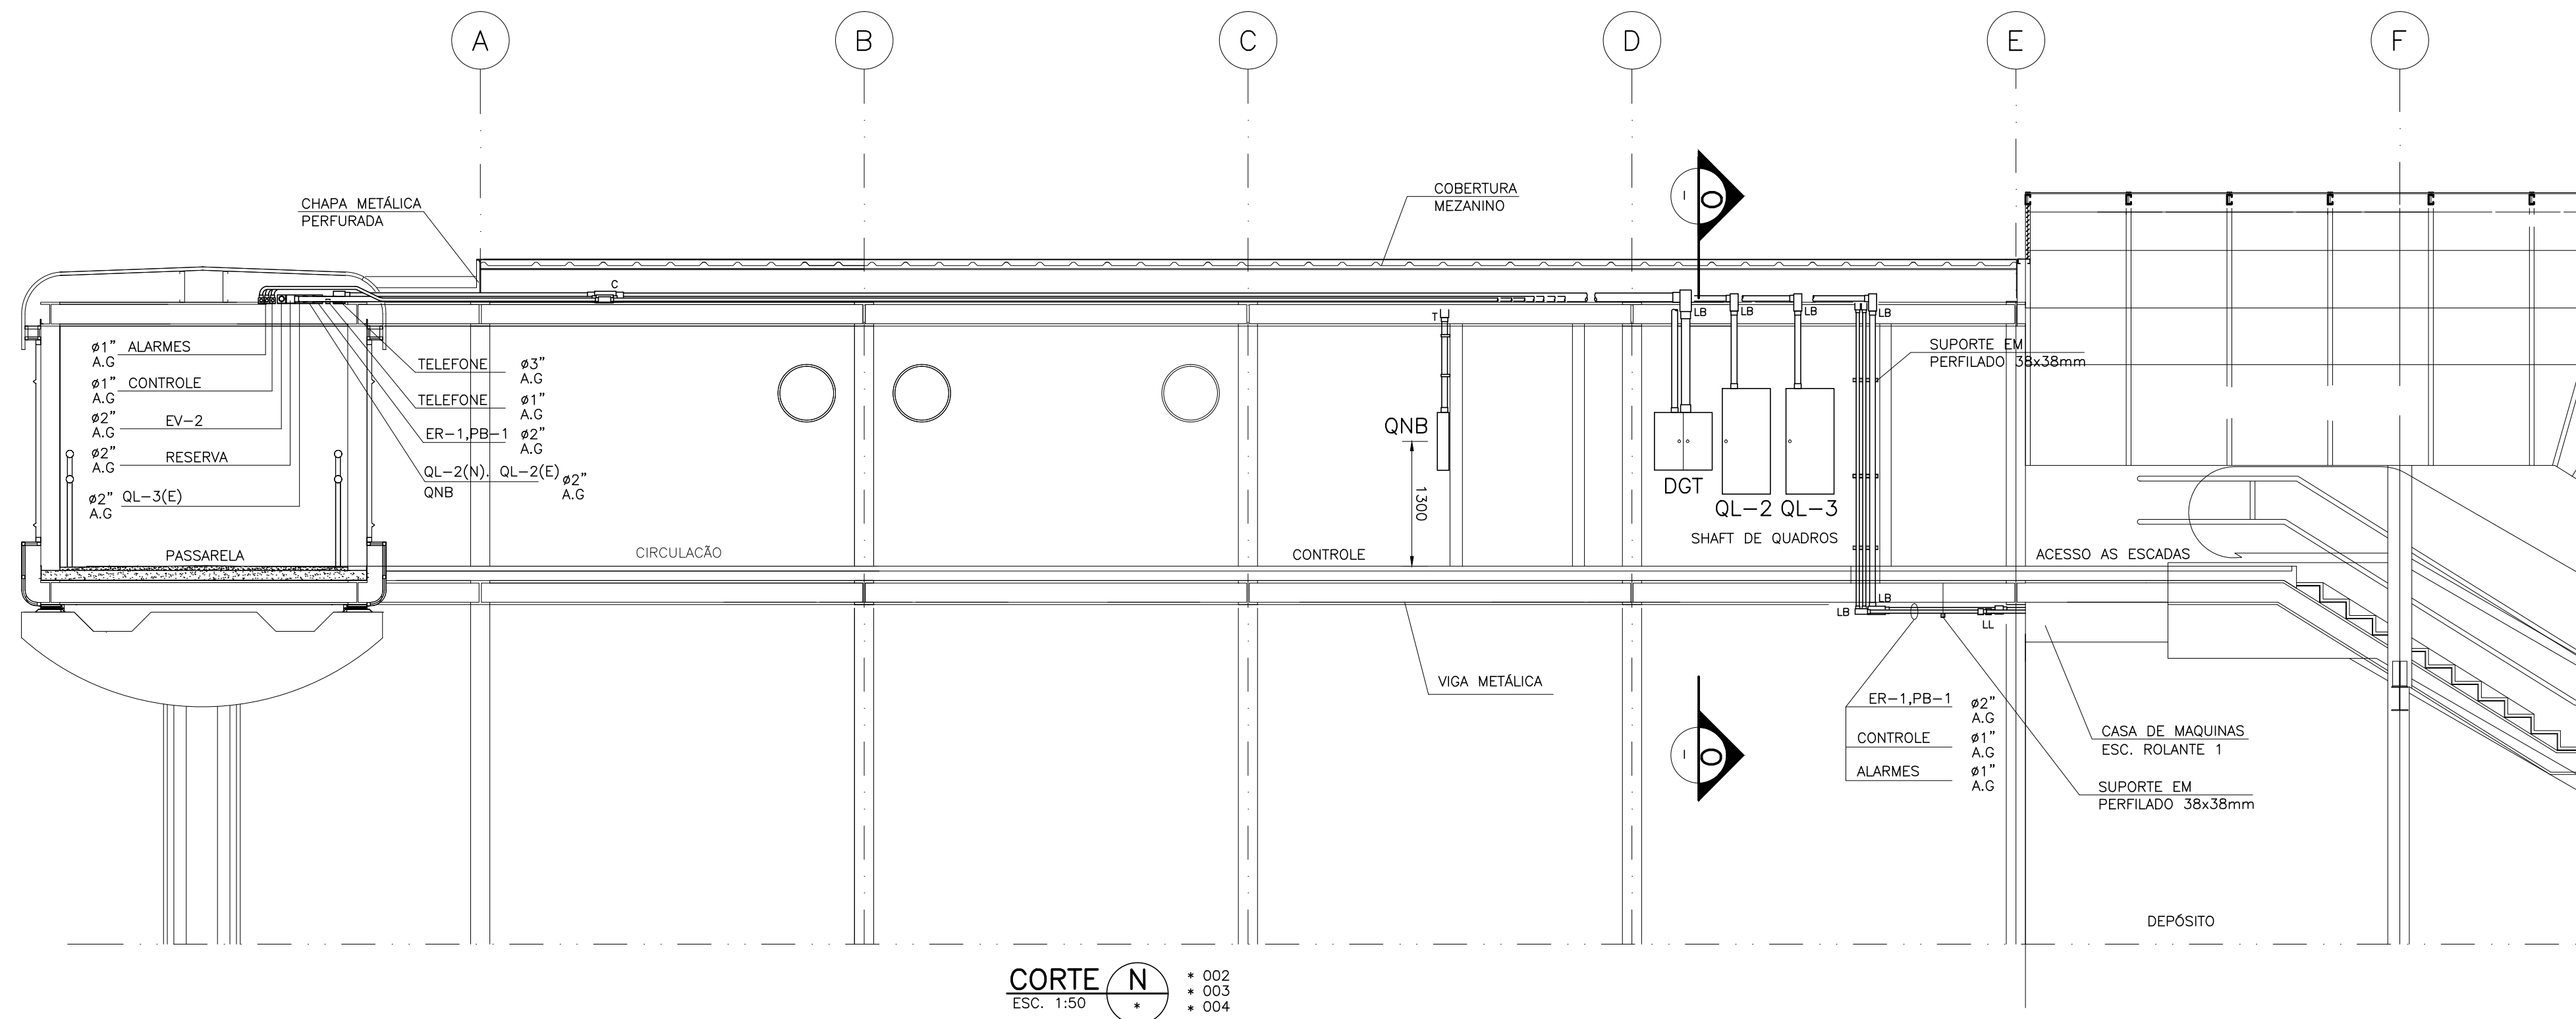 A
B
C
D
E
F
CHAPA METÁLICA
PERFURADA
COBERTURA
MEZANINO
I
O
C
T
LB
LB
LB
LB
ø1" ALARMES
A.G
ø1" CONTROLE
A.G
ø2" EV-2
A.G
ø2" RESERVA
A.G
ø2" QL-3(E)
A.G
TELEFONE ø3"
A.G
TELEFONE ø1"
A.G
ER-1,PB-1 ø2"
A.G
QL-2(N). QL-2(E) ø2"
QNB A.G
SUPORTE EM
PERFILADO 38x38mm
QNB
1300
DGT
QL-2
QL-3
SHAFT DE QUADROS
PASSARELA
CIRCULACÃO
CONTROLE
ACESSO AS ESCADAS
LB
LB
LL
VIGA METÁLICA
ER-1,PB-1 ø2"
A.G
CONTROLE ø1"
A.G
ALARMES ø1"
A.G
I
O
CASA DE MAQUINAS
ESC. ROLANTE 1
SUPORTE EM
PERFILADO 38x38mm
DEPÓSITO
CORTE N
ESC. 1:50 *
* 002
* 003
* 004